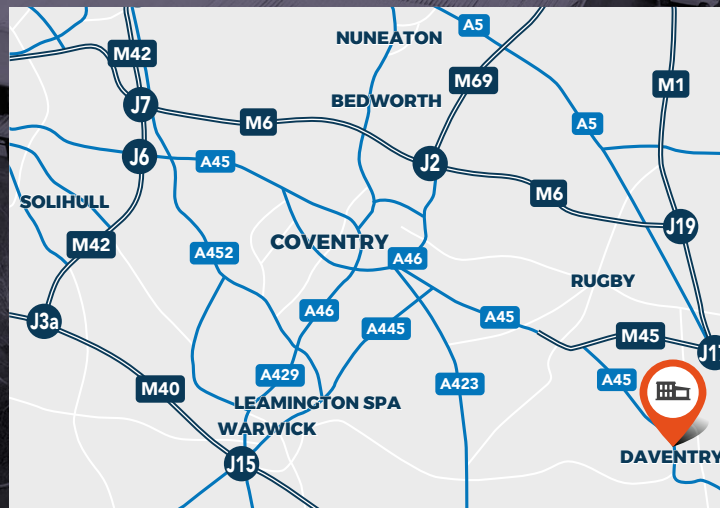 NUNEATON
A5
M42
M69
M1
BEDWORTH
J7
M6
A5
J6
A45
J2
M6
SOLIHULL
J19
M42
A452
COVENTRY
A46
RUGBY
J3a
A46
A445
A45
M45
J17
A429
M40
A423
A45
LEAMINGTON SPA
WARWICK
DAVENTRY
J15